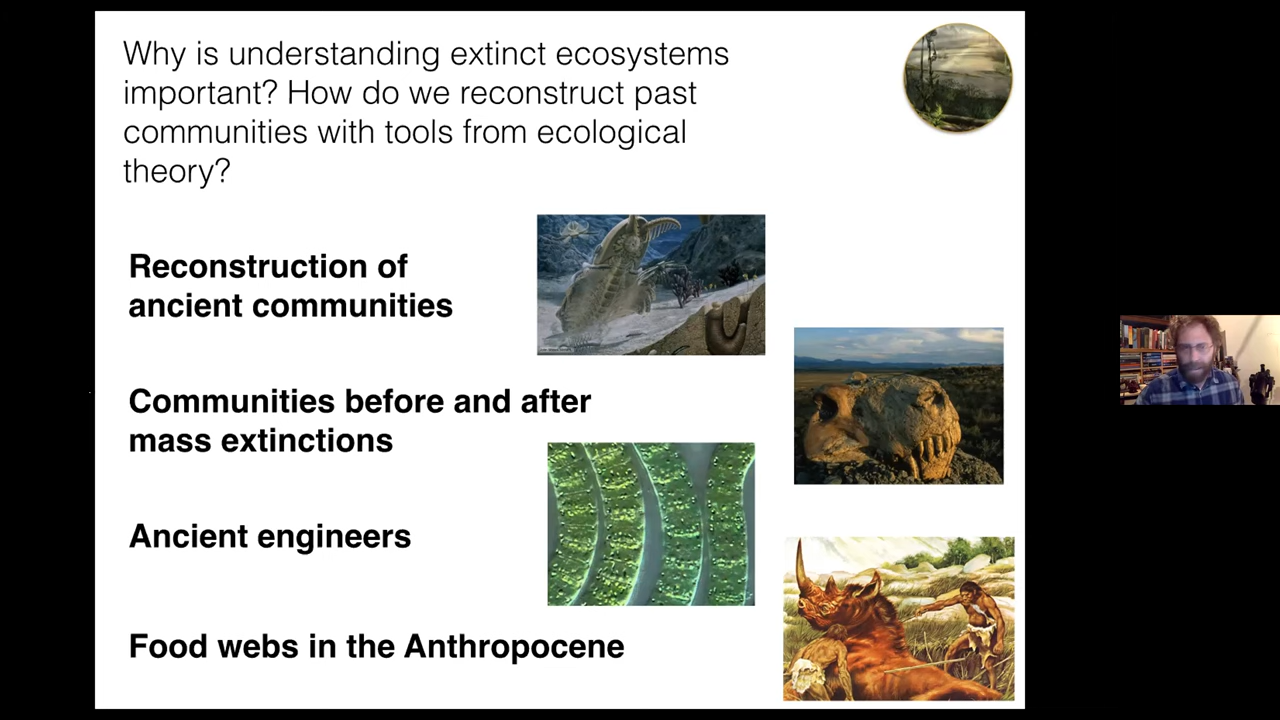 Why is understanding extinct ecosystems
important? How do we reconstruct past
communities with tools from ecological
theory?
Reconstruction of
ancient communities
Communities before and after
mass extinctions
Ancient engineers
Food webs in the Anthropocene